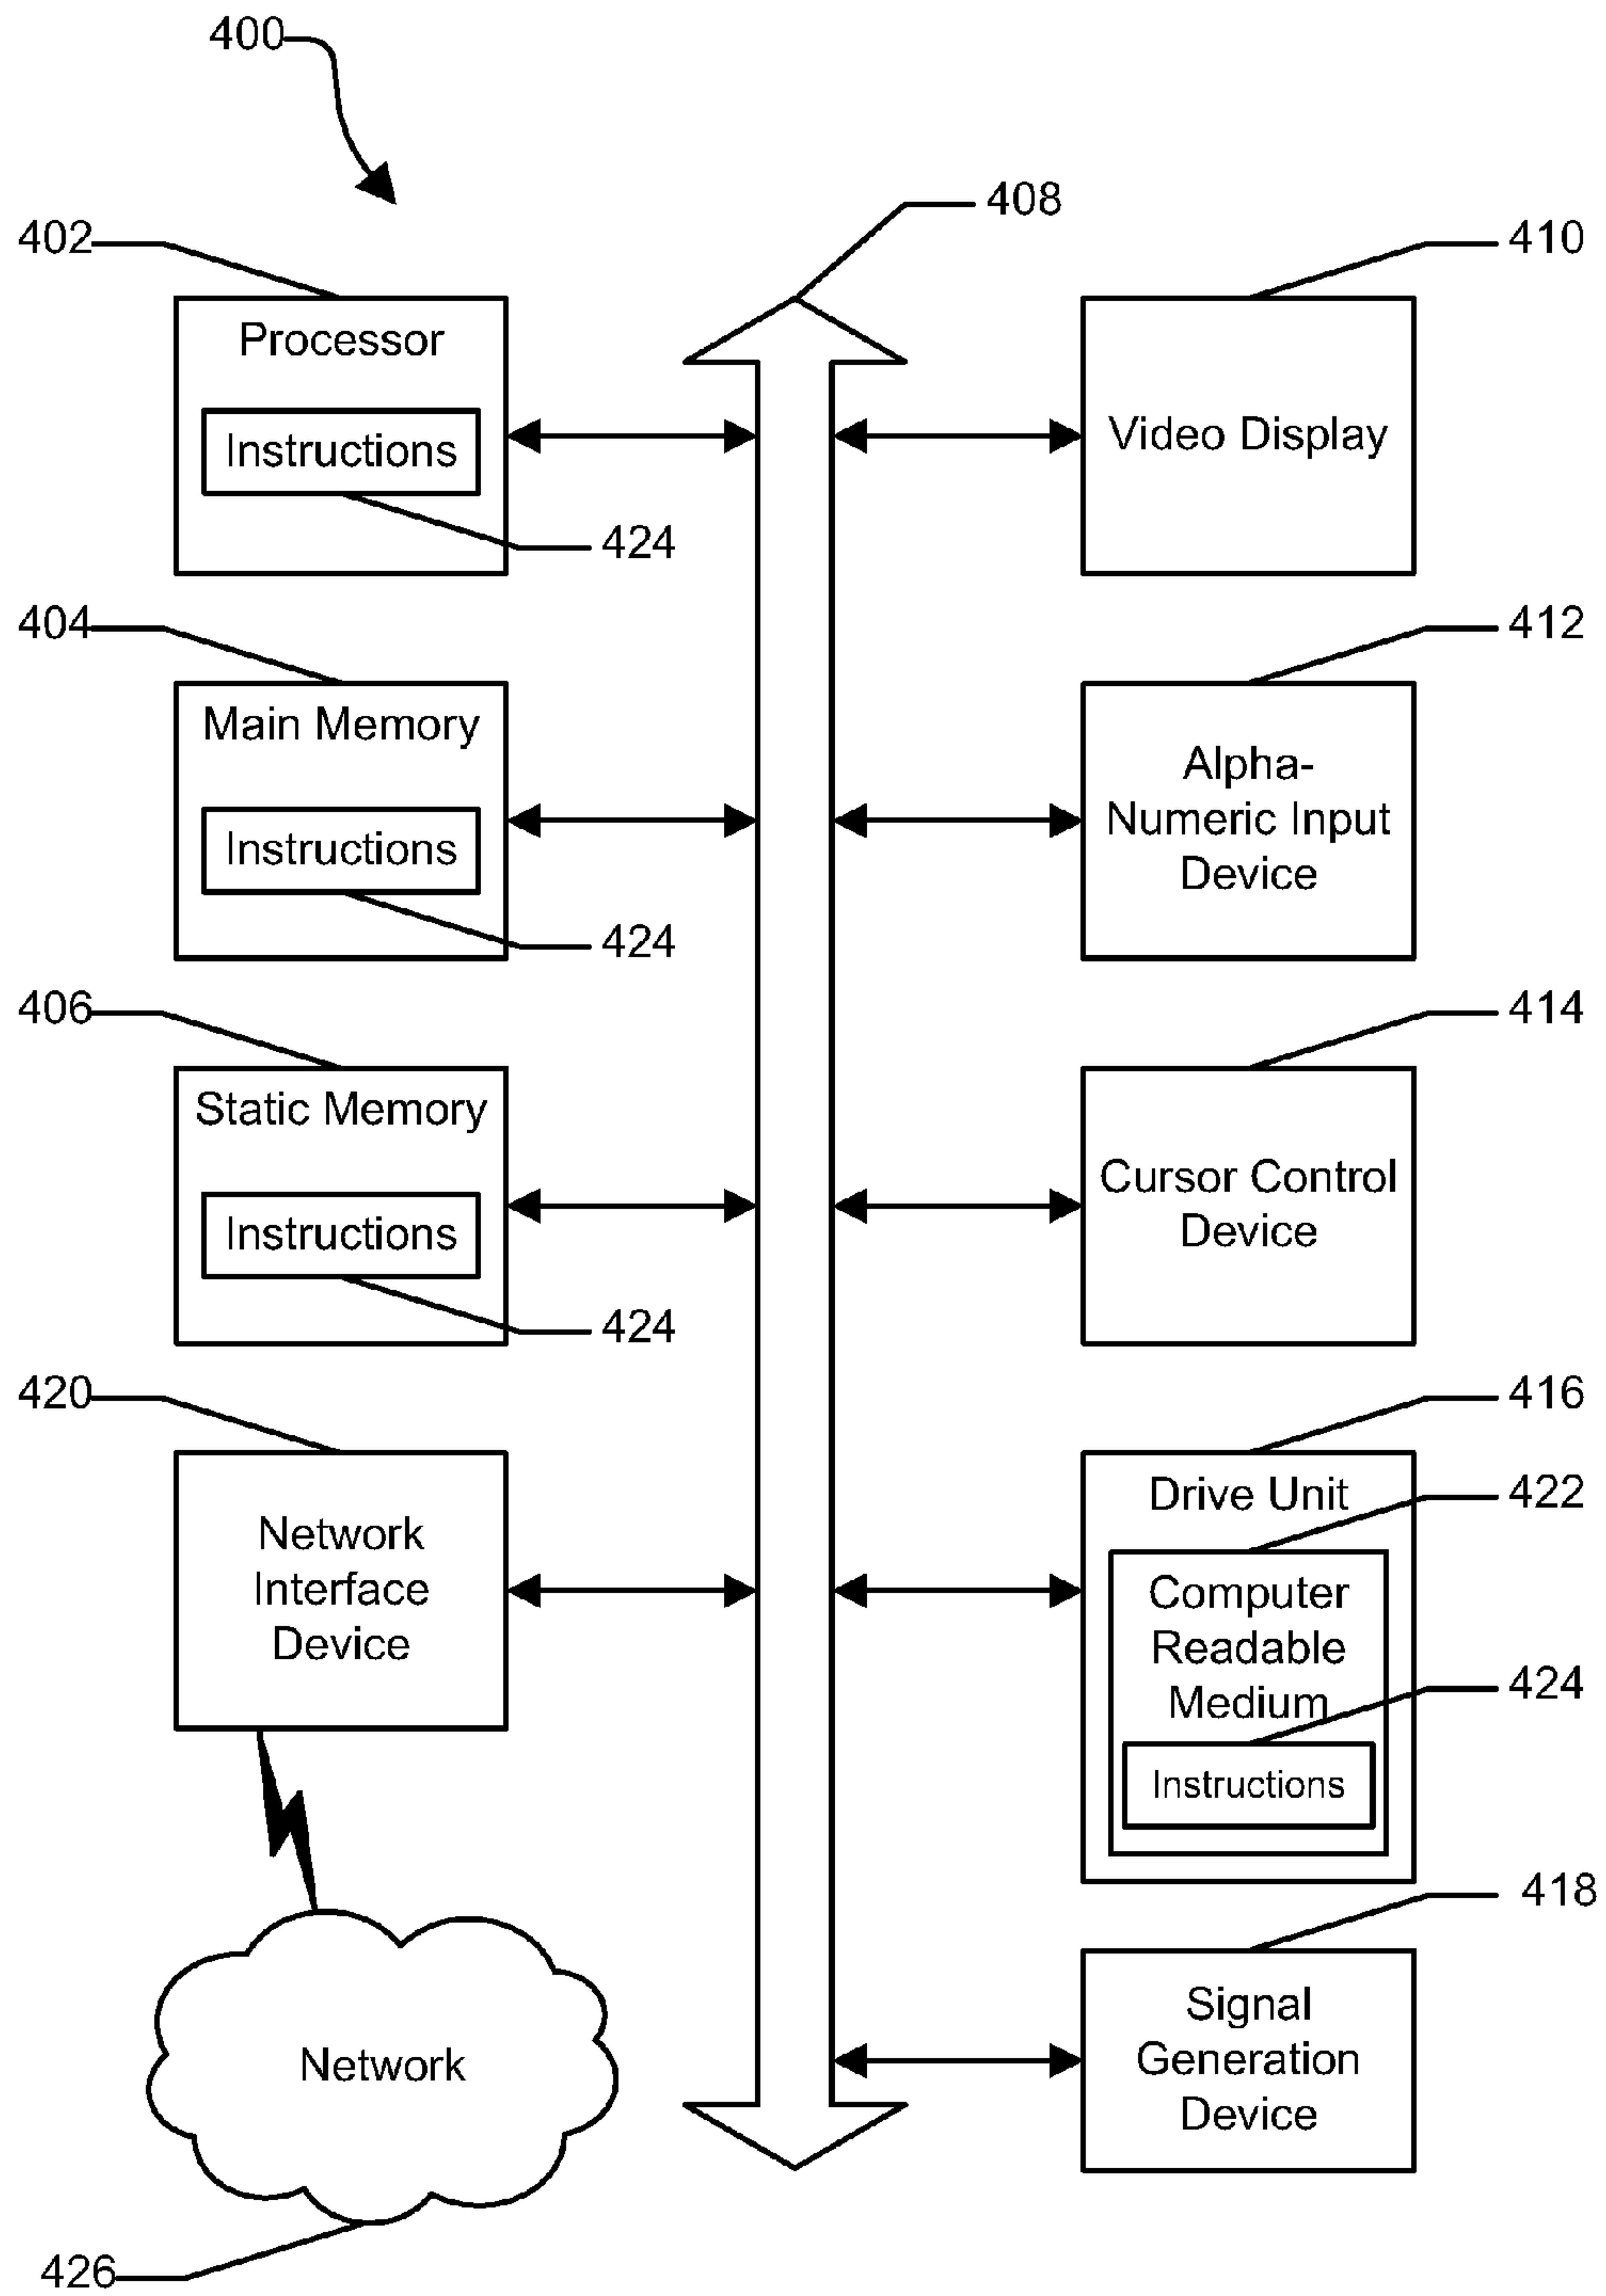 400
408
402
410
Processor
Instructions
424
Video Display
404
412
Main Memory
Instructions
424
Alpha-
Numeric Input
Device
406
414
Static Memory
Instructions
424
Cursor Control
Device
420
416
Network
Interface
Device
Drive Unit
422
Computer
Readable
Medium
424
Instructions
418
Network
Signal
Generation
Device
426